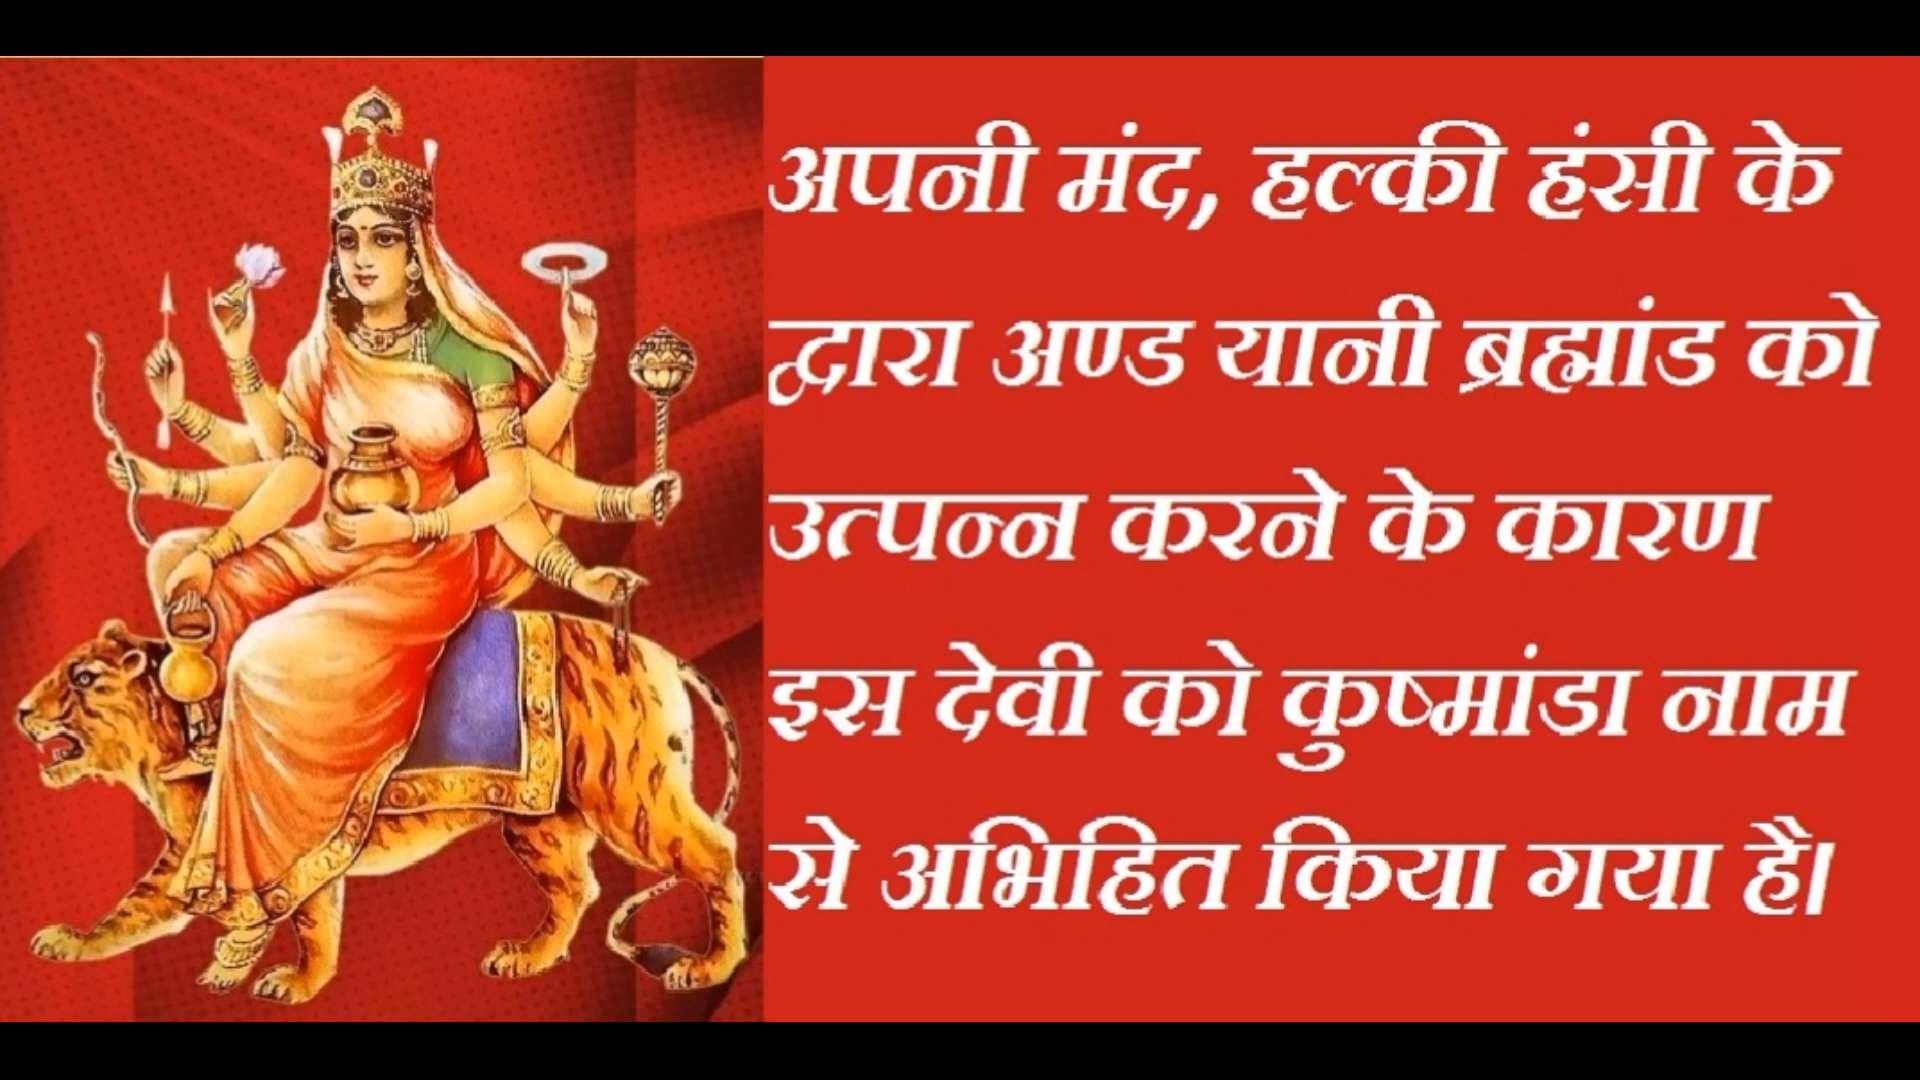 अपनी मंद, हल्की हंसी के
द्वारा अण्ड यानी ब्रह्मांड को
उत्पन्न करने के कारण
इस देवी को कुष्मांडा नाम
से अभिहित किया गया है।